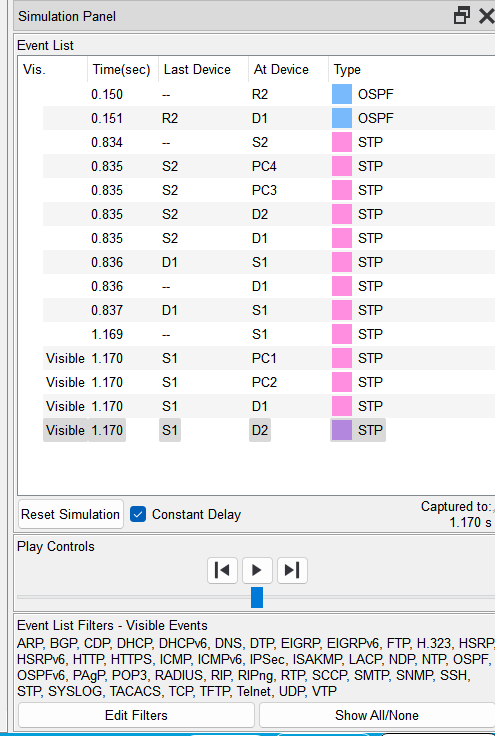 Simulation Panel
Event List
Vis. Time(sec) Last Device At Device Type
0.150 -- R2 OSPF
0.151 R2 D1 OSPF
0.834 -- S2 STP
0.835 S2 PC4 STP
0.835 S2 PC3 STP
0.835 S2 D2 STP
0.835 S2 D1 STP
0.836 D1 S1 STP
0.836 -- D1 STP
0.837 D1 S1 STP
1.169 -- S1 STP
Visible 1.170 S1 PC1 STP
Visible 1.170 S1 PC2 STP
Visible 1.170 S1 D1 STP
Visible 1.170 S1 D2 STP
Reset Simulation Constant Delay Captured to:
1.170 s
Play Controls
Event List Filters - Visible Events
ARP, BGP, CDP, DHCP, DHCPv6, DNS, DTP, EIGRP, EIGRPv6, FTP, H.323, HSRP,
HSRPv6, HTTP, HTTPS, ICMP, ICMPv6, IPSec, ISAKMP, LACP, NDP, NTP, OSPF,
OSPFv6, PAgP, POP3, RADIUS, RIP, RIPng, RTP, SCCP, SMTP, SNMP, SSH,
STP, SYSLOG, TACACS, TCP, TFTP, Telnet, UDP, VTP
Edit Filters Show All/None